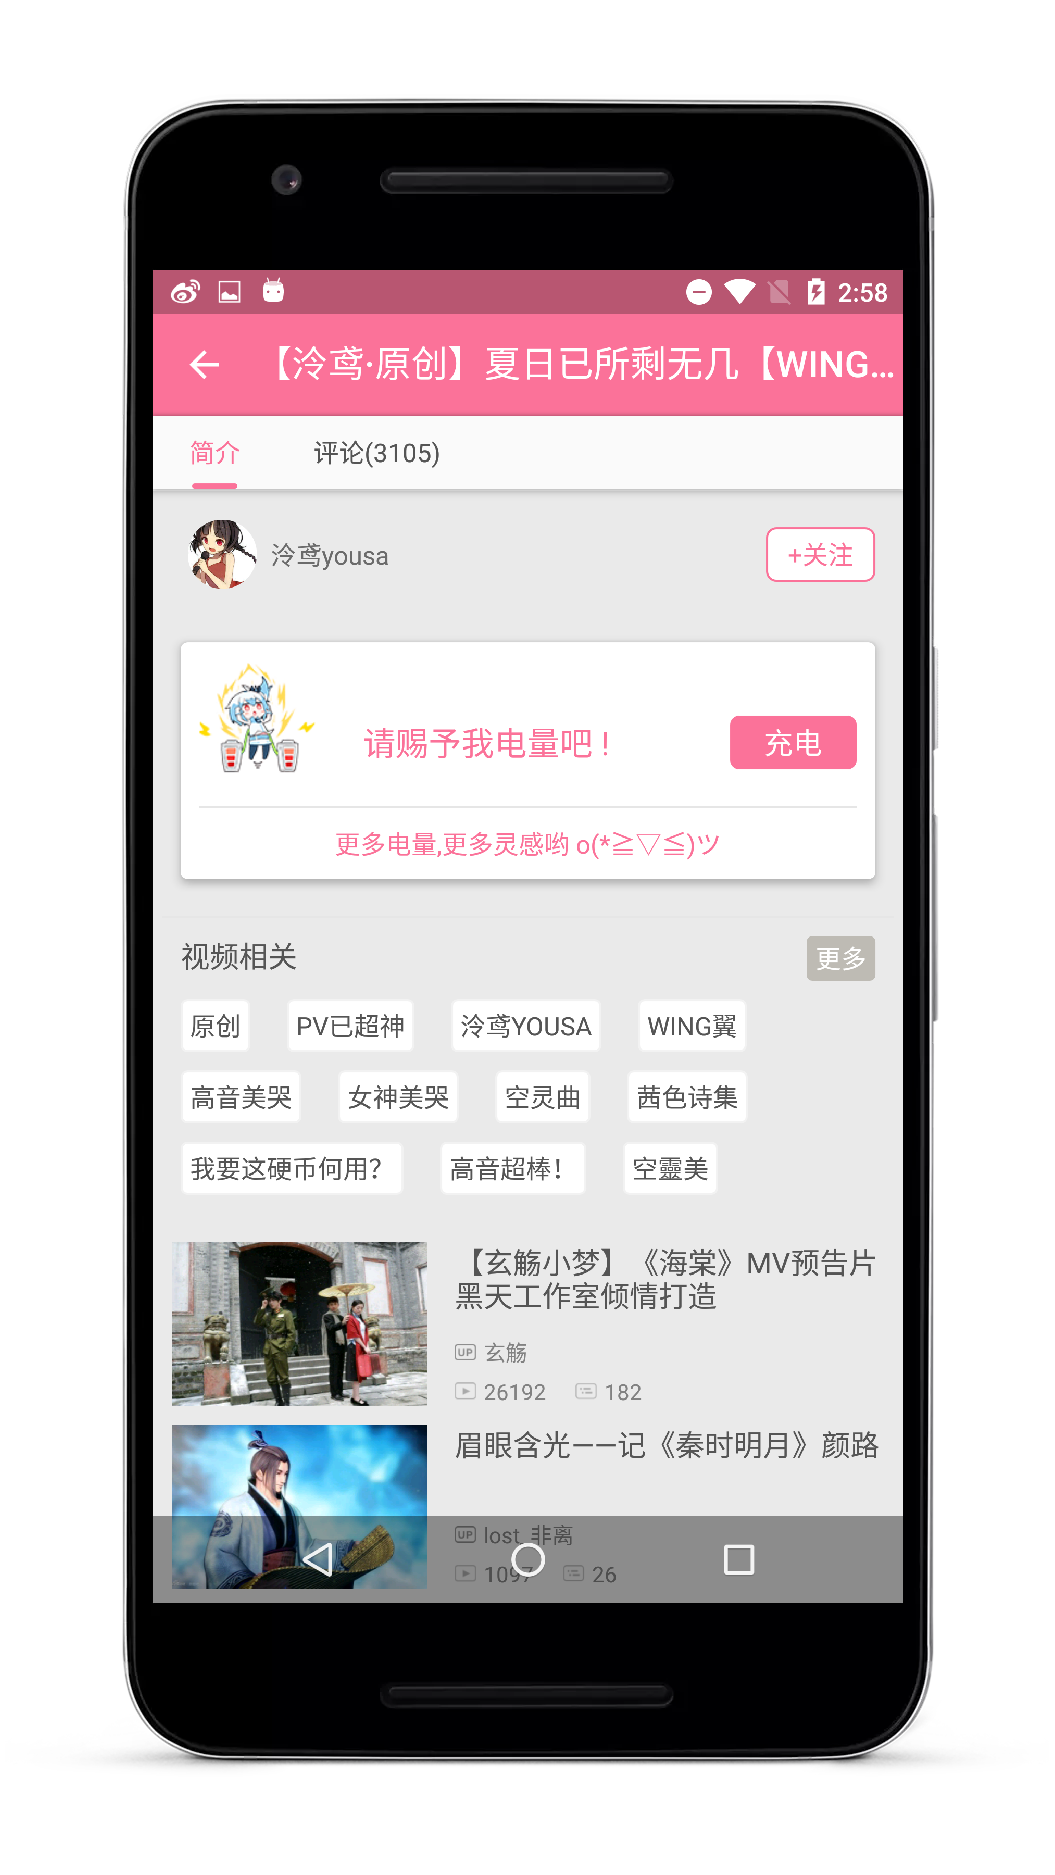 2:58
【泠鸢·原创】夏日已所剩无几【WING...
简介 评论(3105)
泠鸢yousa +关注
请赐予我电量吧！ 充电
更多电量,更多灵感哟 o(*≧▽≦)ツ
视频相关 更多
原创 PV已超神 泠鸢YOUSA WING翼
高音美哭 女神美哭 空灵曲 茜色诗集
我要这硬币何用？ 高音超棒！ 空靈美
【玄觞小梦】《海棠》MV预告片
黑天工作室倾情打造
UP 玄觞
26192 182
眉眼含光——记《秦时明月》颜路
UP lost_非离
1097 26